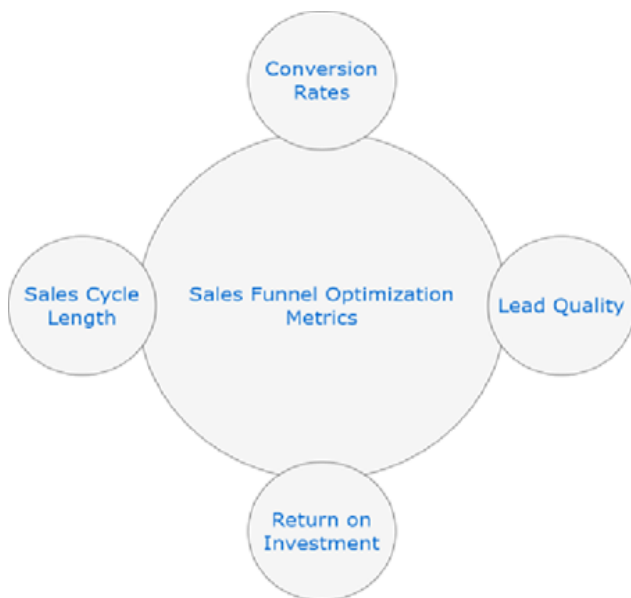 Conversion
Rates
Sales Cycle
Length
Sales Funnel Optimization
Metrics
Lead Quality
Return on
Investment